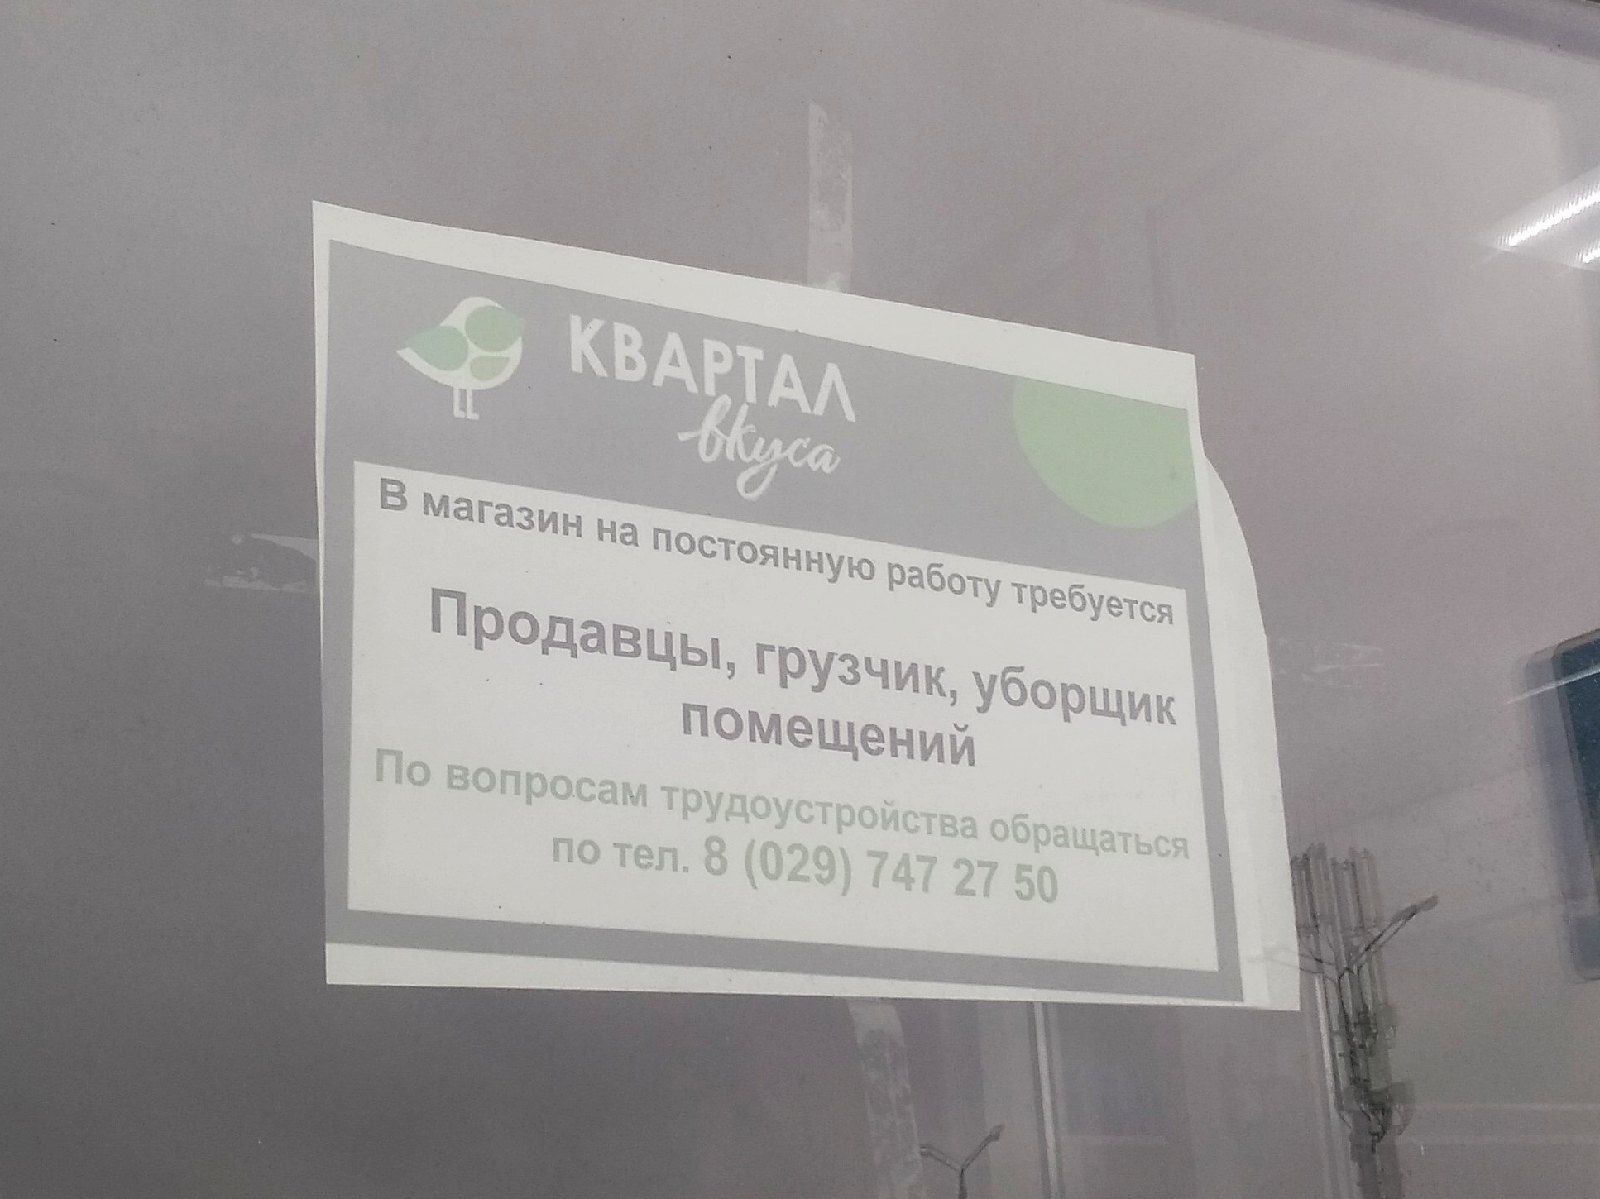 КВАРТАЛ
вкуса
В магазин на постоянную работу требуется
Продавцы, грузчик, уборщик
помещений
По вопросам трудоустройства обращаться
по тел. 8 (029) 747 27 50